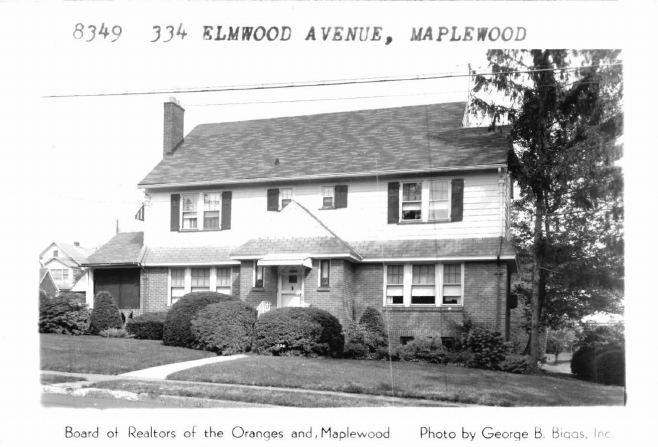 8349 334 ELMWOOD AVENUE, MAPLEWOOD
Board of Realtors of the Oranges and, Maplewood Photo by George B. Biggs, Inc